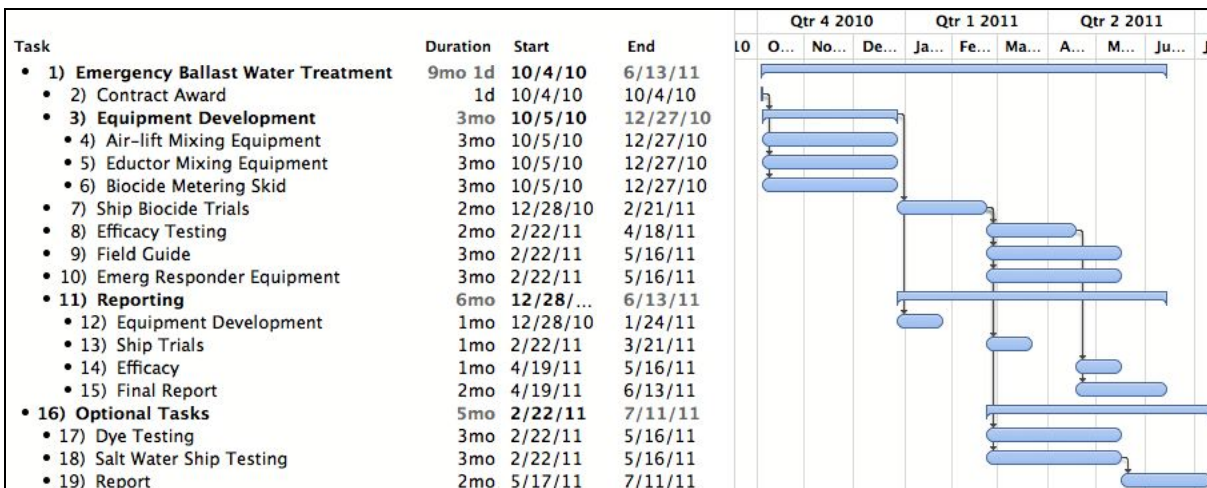 Qtr 4 2010 Qtr 1 2011 Qtr 2 2011
Task Duration Start End 10 O... No... De... Ja... Fe... Ma... A... M... Ju... J
• 1) Emergency Ballast Water Treatment 9mo 1d 10/4/10 6/13/11
• 2) Contract Award 1d 10/4/10 10/4/10
• 3) Equipment Development 3mo 10/5/10 12/27/10
• 4) Air-lift Mixing Equipment 3mo 10/5/10 12/27/10
• 5) Eductor Mixing Equipment 3mo 10/5/10 12/27/10
• 6) Biocide Metering Skid 3mo 10/5/10 12/27/10
• 7) Ship Biocide Trials 2mo 12/28/10 2/21/11
• 8) Efficacy Testing 2mo 2/22/11 4/18/11
• 9) Field Guide 3mo 2/22/11 5/16/11
• 10) Emerg Responder Equipment 3mo 2/22/11 5/16/11
• 11) Reporting 6mo 12/28/... 6/13/11
• 12) Equipment Development 1mo 12/28/10 1/24/11
• 13) Ship Trials 1mo 2/22/11 3/21/11
• 14) Efficacy 1mo 4/19/11 5/16/11
• 15) Final Report 2mo 4/19/11 6/13/11
• 16) Optional Tasks 5mo 2/22/11 7/11/11
• 17) Dye Testing 3mo 2/22/11 5/16/11
• 18) Salt Water Ship Testing 3mo 2/22/11 5/16/11
• 19) Report 2mo 5/17/11 7/11/11